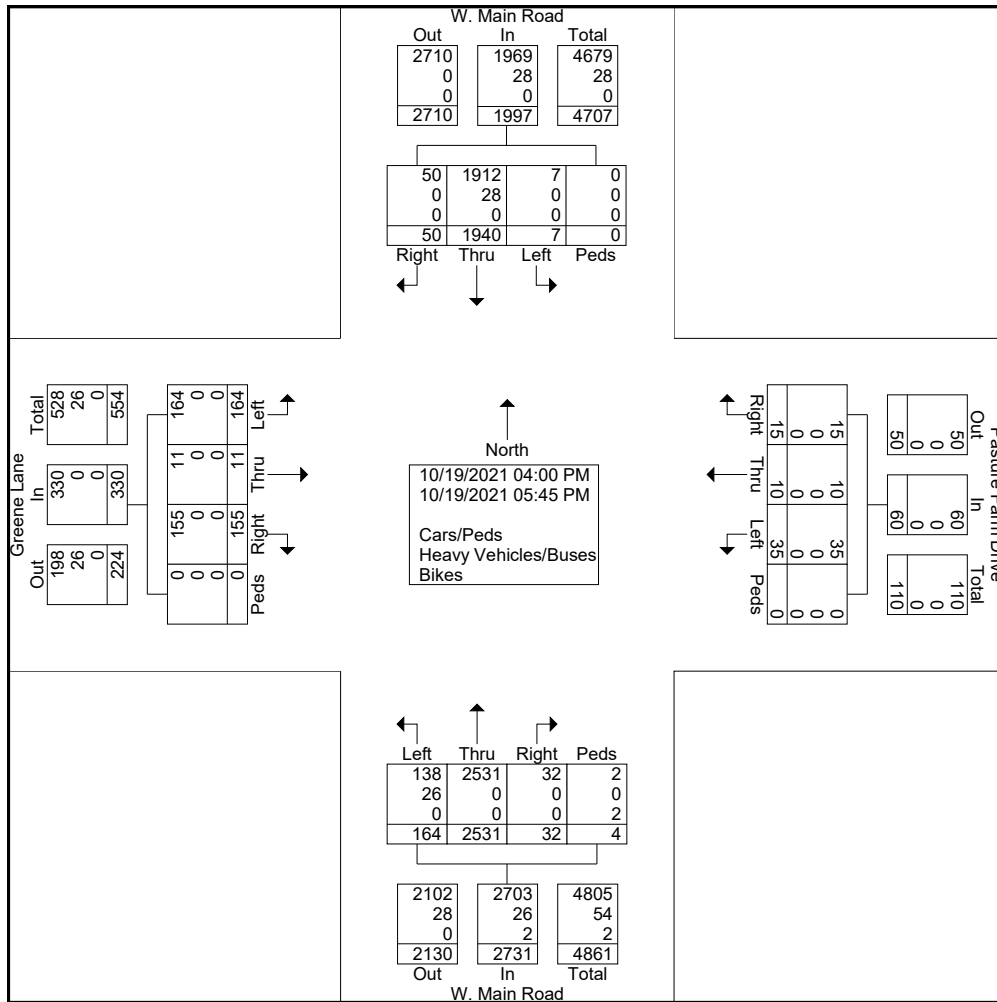 W. Main Road
Out In Total
2710 1969 4679
0 28 28
0 0 0
2710 1997 4707
50 1912 7 0
0 28 0 0
0 0 0 0
50 1940 7 0
Right Thru Left Peds
Greene Lane
Total In Out
528 330 198
26 0 26
0 0 0
554 330 224
164 11 155 0
0 0 0 0
0 0 0 0
164 11 155 0
Left Thru Right Peds
North
10/19/2021 04:00 PM
10/19/2021 05:45 PM
Cars/Peds
Heavy Vehicles/Buses
Bikes
Right Thru Left Peds
15 10 35 0
0 0 0 0
0 0 0 0
15 10 35 0
Pasture Farm Drive
Out In Total
50 60 110
0 0 0
0 0 0
50 60 110
Left Thru Right Peds
138 2531 32 2
26 0 0 0
0 0 0 2
164 2531 32 4
2102 2703 4805
28 26 54
0 2 2
2130 2731 4861
Out In Total
W. Main Road